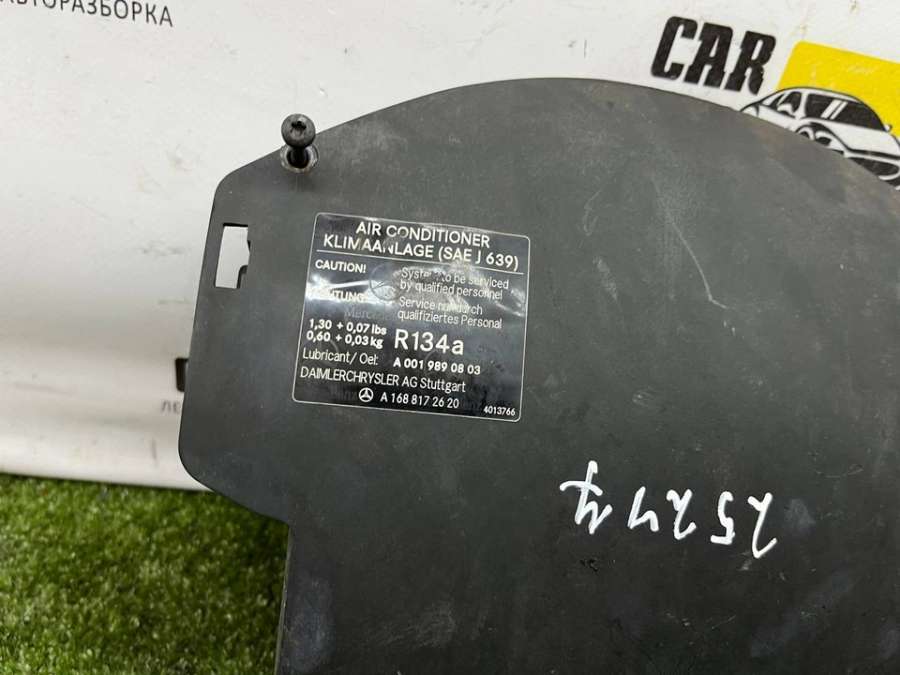 АВТОРАЗБОРКА
CAR
AIR CONDITIONER
KLIMAANLAGE (SAE J 639)
CAUTION! System to be serviced
by qualified personnel
ACHTUNG! Service nur durch
qualifiziertes Personal
1,30 + 0,07 lbs
0,60 + 0,03 kg R134a
Lubricant/ Oel: A 001 989 08 03
DAIMLERCHRYSLER AG Stuttgart
A 168 817 26 20 4013766